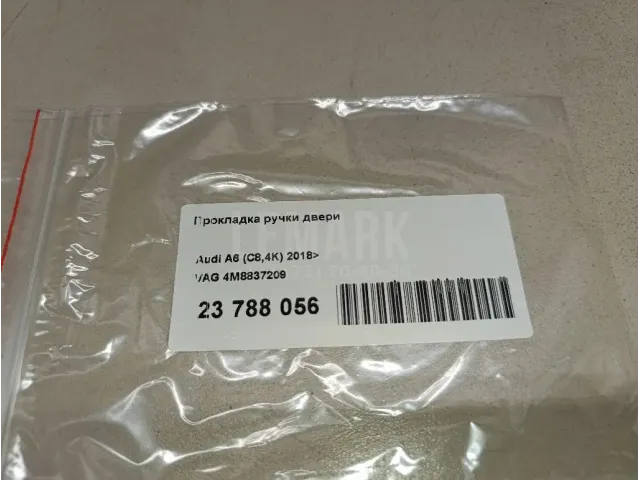 Прокладка ручки двери
Audi A6 (C8,4K) 2018>
VAG 4M8837209
23 788 056